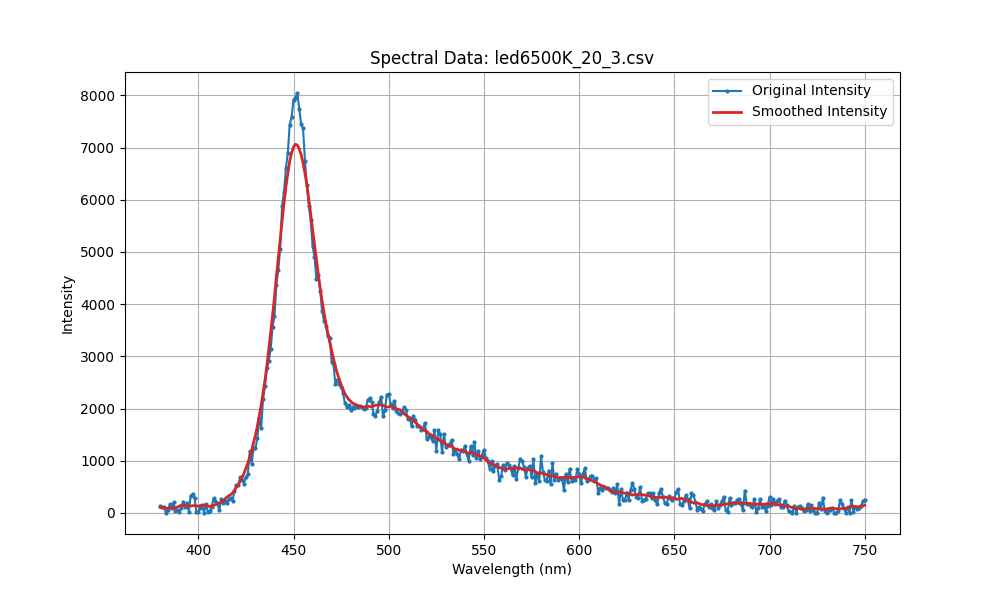 Spectral Data: led6500K_20_3.csv
Original Intensity
Smoothed Intensity
8000
7000
6000
5000
4000
3000
2000
1000
0
Intensity
400 450 500 550 600 650 700 750
Wavelength (nm)